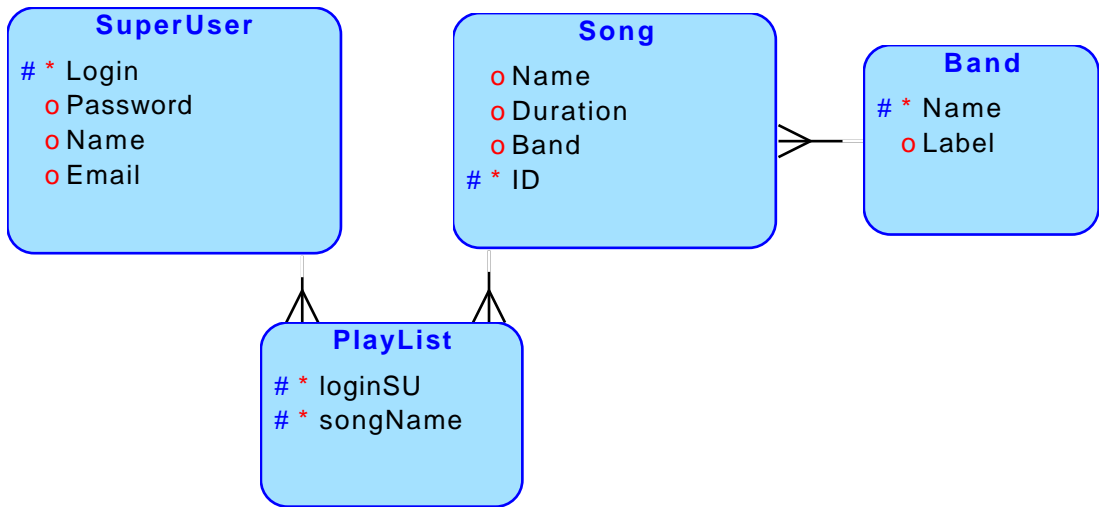 SuperUser
# * Login
o Password
o Name
o Email
Song
o Name
o Duration
o Band
# * ID
Band
# * Name
o Label
PlayList
# * loginSU
# * songName